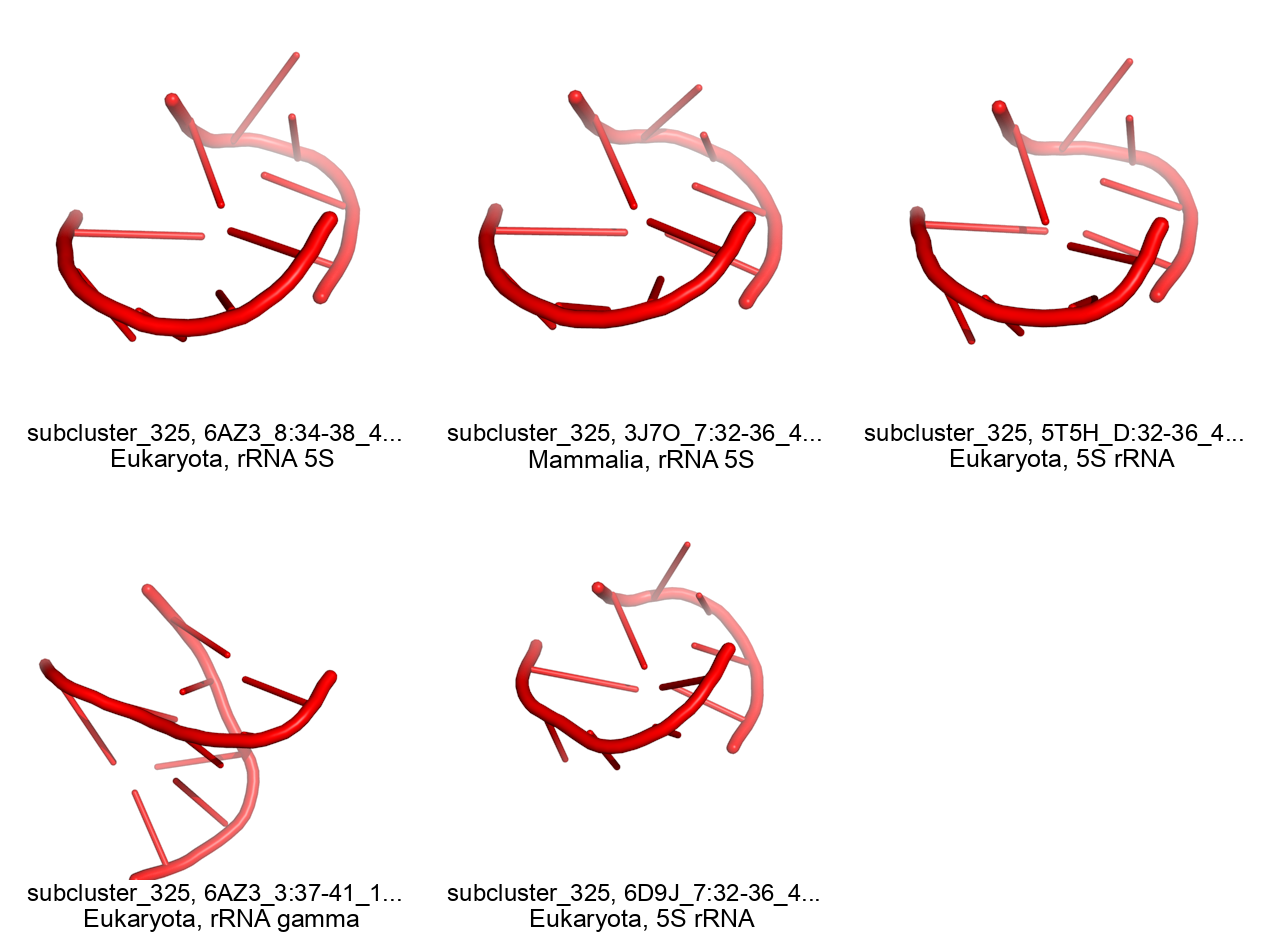 subcluster_325, 6AZ3_8:34-38_4...
Eukaryota, rRNA 5S
subcluster_325, 3J7O_7:32-36_4...
Mammalia, rRNA 5S
subcluster_325, 5T5H_D:32-36_4...
Eukaryota, 5S rRNA
subcluster_325, 6AZ3_3:37-41_1...
Eukaryota, rRNA gamma
subcluster_325, 6D9J_7:32-36_4...
Eukaryota, 5S rRNA